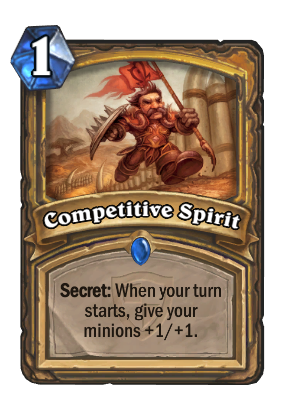 1
Competitive Spirit
Secret: When your turn
starts, give your
minions +1/+1.